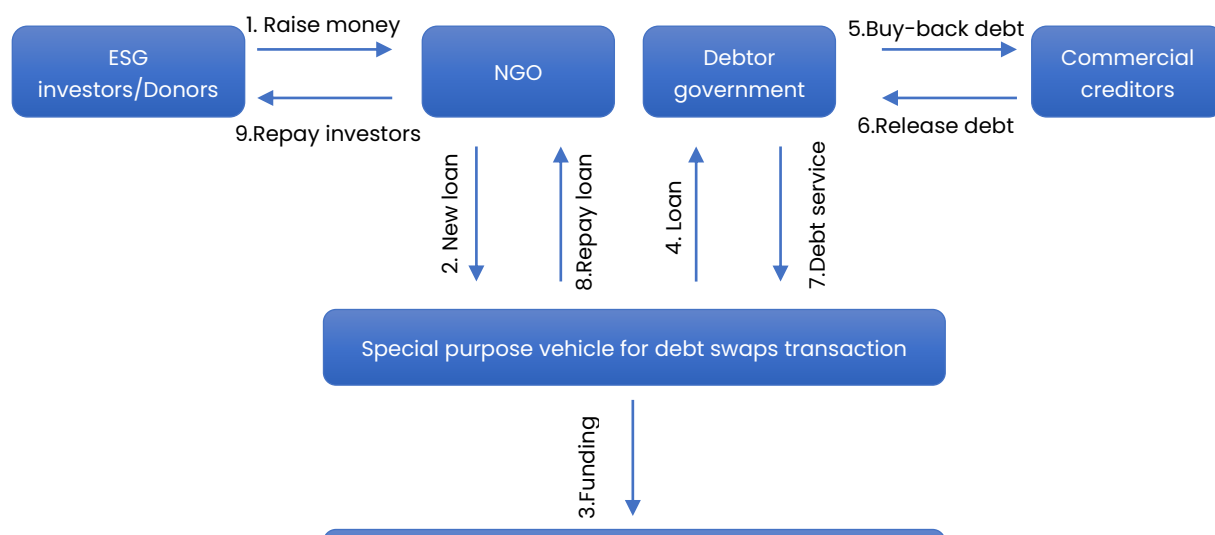 1. Raise money
ESG
investors/Donors
NGO
Debtor
government
5.Buy-back debt
Commercial
creditors
9.Repay investors
6.Release debt
2. New loan
8.Repay loan
4. Loan
7.Debt service
Special purpose vehicle for debt swaps transaction
3.Funding